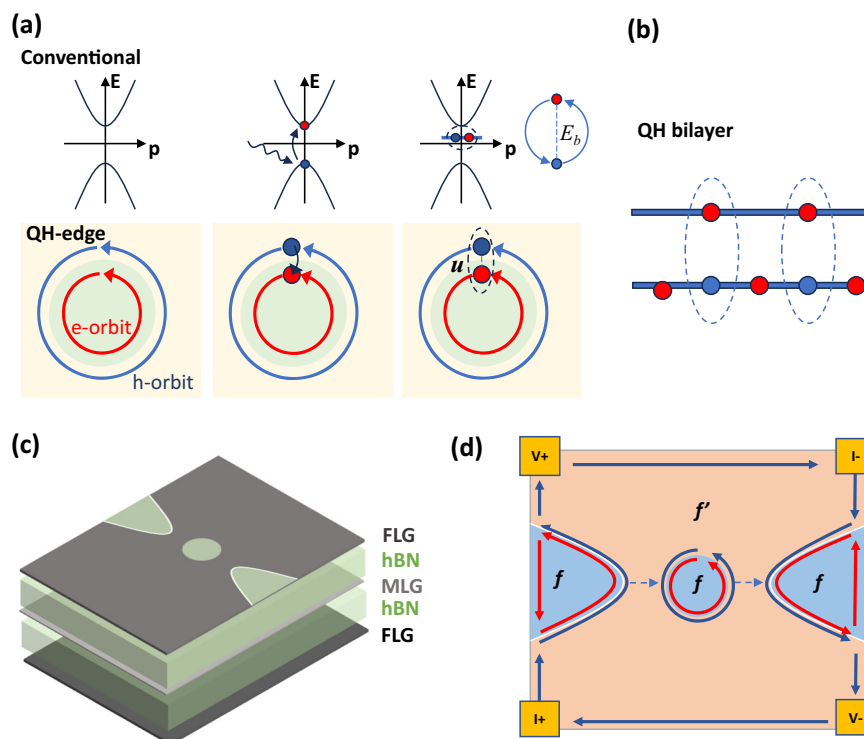 (a)
Conventional
E
p
E
p
E
p
E_b
QH-edge
e-orbit
h-orbit
u
(b)
QH bilayer
(c)
FLG
hBN
MLG
hBN
FLG
(d)
V+
I-
f'
f
f
f
I+
V-